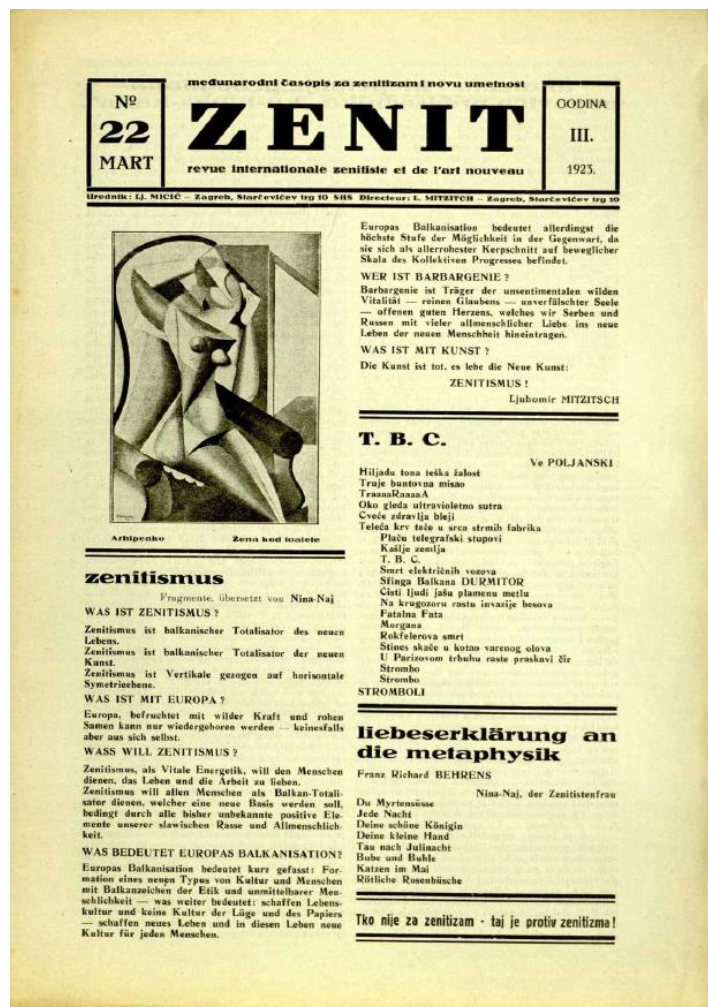 međunarodni časopis za zenitizam i novu umetnost
Nº
22
MART
ZENIT
GODINA
III.
1923.
revue internationale zenitiste et de l'art nouveau
Urednik: Lj. MICIĆ — Zagreb, Starčevićev trg 10 SHS Directeur: L. MITZITCH — Zagreb, Starčevićev trg 10
Arhipenko Žena kod toalete
zenitismus
Fragmente, übersetzt von Nina-Naj
WAS IST ZENITISMUS ?
Zenitismus ist balkanischer Totalisator des neuen
Lebens.
Zenitismus ist balkanischer Totalisator der neuen
Kunst.
Zenitismus ist Vertikale gezogen auf horisontale
Symetrieebene.
WAS IST MIT EUROPA ?
Europa, befruchtet mit wilder Kraft und rohen
Samen kann nur wiedergeboren werden — keinesfalls
aber aus sich selbst.
WASS WILL ZENITISMUS ?
Zenitismus, als Vitale Energetik, will den Menschen
dienen, das Leben und die Arbeit zu lieben.
Zenitismus will allen Menschen als Balkan-Totali-
sator dienen, welcher eine neue Basis werden soll,
bedingt durch alle bisher unbekannte positive Ele-
mente unserer slawischen Rasse und Allmenschlich-
keit.
WAS BEDEUTET EUROPAS BALKANISATION?
Europas Balkanisation bedeutet kurz gefasst: For-
mation eines neuen Typus von Kultur und Menschen
mit Balkanzeichen der Etik und unmittelbarer Men-
schlichkeit — was weiter bedeutet: schaffen Lebens-
kultur und keine Kultur der Lüge und des Papiers
— schaffen neues Leben und in diesen Leben neue
Kultur für jeden Menschen.
Europas Balkanisation bedeutet allerdingst die
höchste Stufe der Möglichkeit in der Gegenwart, da
sie sich als allerrohester Kerpschnitt auf beweglicher
Skala des Kollektiven Progresses befindet.
WER IST BARBARGENIE ?
Barbargenie ist Träger der unsentimentalen wilden
Vitalität — reinen Glaubens — unverfälschter Seele
— offenen guten Herzens, welches wir Serben und
Russen mit vieler allmenschlicher Liebe ins neue
Leben der neuen Menschheit hineintragen.
WAS IST MIT KUNST ?
Die Kunst ist tot, es lebe die Neue Kunst:
ZENITISMUS !
Ljubomir MITZITSCH
T. B. C.
Ve POLJANSKI
Hiljadu tona teška žalost
Truje buntovna misao
TraaaaRaaaaA
Oko gleda ultravioletno sutra
Cveće zdravlja bleji
Teleća krv teče u srca strmih fabrika
Plaču telegrafski stupovi
Kašlje zemlja
T. B. C.
Smrt električnih vozova
Sfinga Balkana DURMITOR
Čisti ljudi jašu plamenu metlu
Na krugozoru rastu invazije besova
Fatalna Fata
Morgana
Rokfelerova smrt
Stines skače u kotao varenog olova
U Parizovom trbuhu raste praskavi čir
Strombo
Strombo
STROMBOLI
liebeserklärung an
die metaphysik
Franz Richard BEHRENS
Nina-Naj, der Zenitistenfrau
Du Myrtensüsse
Jede Nacht
Deine schöne Königin
Deine kleine Hand
Tau nach Julinacht
Bube und Buhle
Katzen im Mai
Rötliche Rosenbüsche
Tko nije za zenitizam - taj je protiv zenitizma!